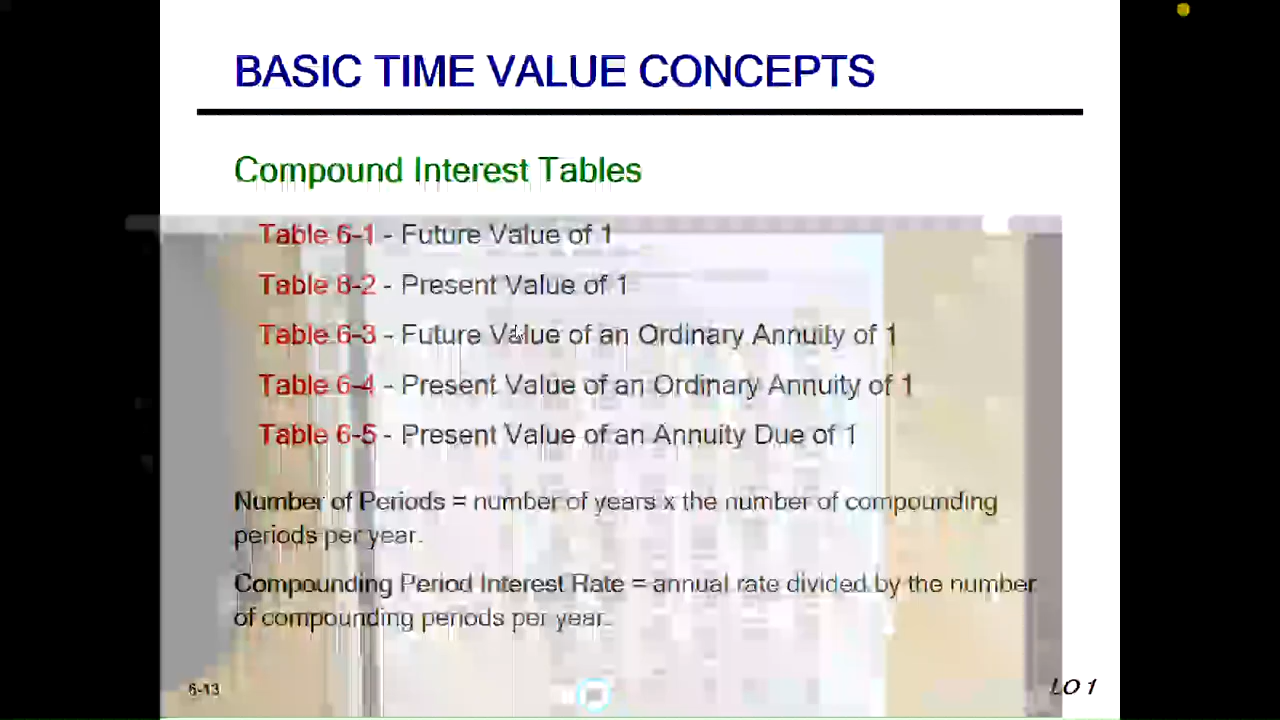 BASIC TIME VALUE CONCEPTS
Compound Interest Tables
Table 6-1 - Future Value of 1
Table 6-2 - Present Value of 1
Table 6-3 - Future Value of an Ordinary Annuity of 1
Table 6-4 - Present Value of an Ordinary Annuity of 1
Table 6-5 - Present Value of an Annuity Due of 1
Number of Periods = number of years x the number of compounding
periods per year.
Compounding Period Interest Rate = annual rate divided by the number
of compounding periods per year.
6-13
LO 1